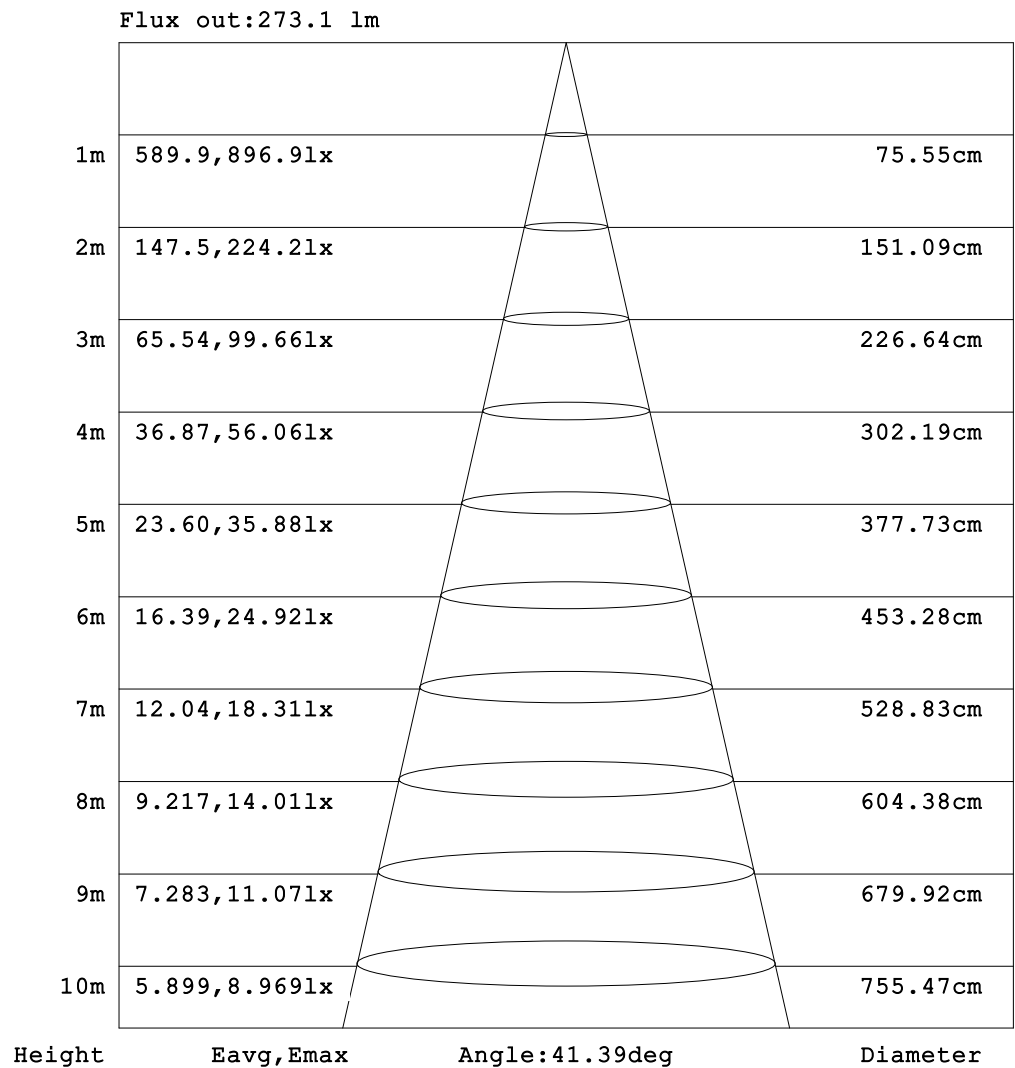 Flux out:273.1 lm
1m 589.9,896.9lx 75.55cm
2m 147.5,224.2lx 151.09cm
3m 65.54,99.66lx 226.64cm
4m 36.87,56.06lx 302.19cm
5m 23.60,35.88lx 377.73cm
6m 16.39,24.92lx 453.28cm
7m 12.04,18.31lx 528.83cm
8m 9.217,14.01lx 604.38cm
9m 7.283,11.07lx 679.92cm
10m 5.899,8.969lx 755.47cm
Height Eavg,Emax Angle:41.39deg Diameter